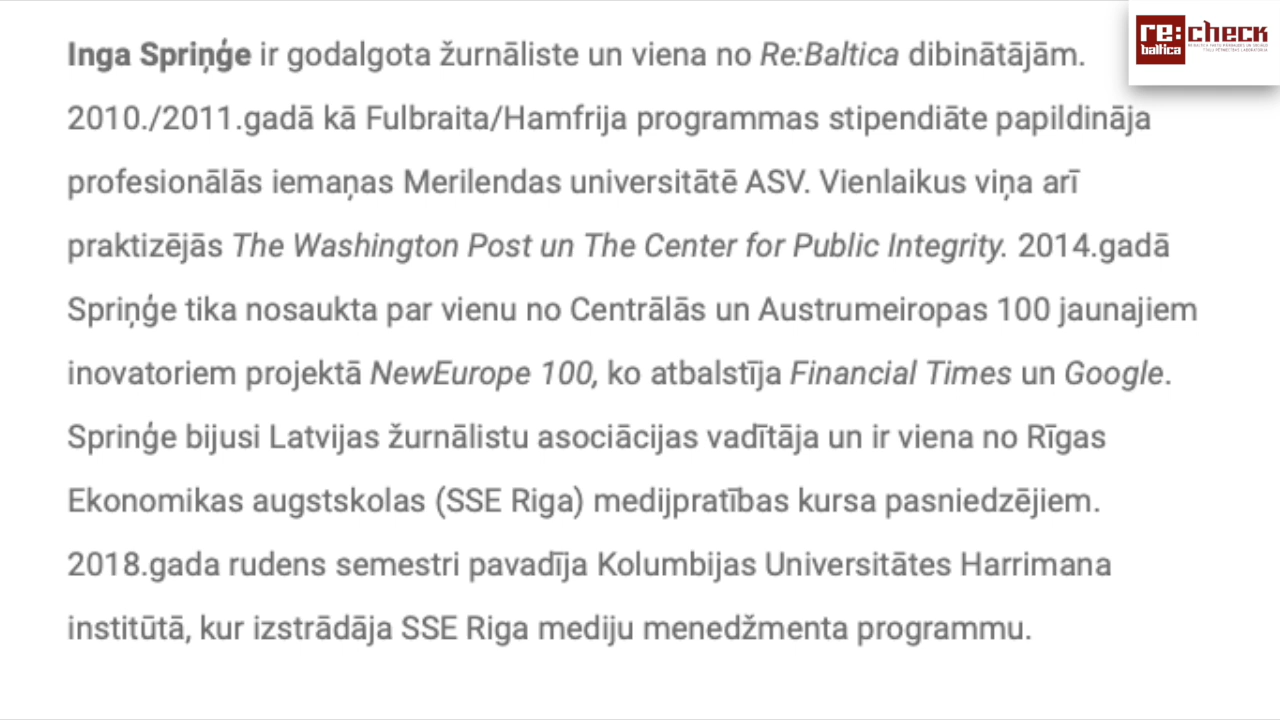 re:check
baltica
Inga Spriņģe ir godalgota žurnāliste un viena no Re:Baltica dibinātājām.
2010./2011.gadā kā Fulbraita/Hamfrija programmas stipendiāte papildināja
profesionālās iemaņas Merilendas universitātē ASV. Vienlaikus viņa arī
praktizējās The Washington Post un The Center for Public Integrity. 2014.gadā
Spriņģe tika nosaukta par vienu no Centrālās un Austrumeiropas 100 jaunajiem
inovatoriem projektā NewEurope 100, ko atbalstīja Financial Times un Google.
Sprinģe bijusi Latvijas žurnālistu asociācijas vadītāja un ir viena no Rīgas
Ekonomikas augstskolas (SSE Riga) medijpratības kursa pasniedzējiem.
2018.gada rudens semestri pavadīja Kolumbijas Universitātes Harrimana
institūtā, kur izstrādāja SSE Riga mediju menedžmenta programmu.